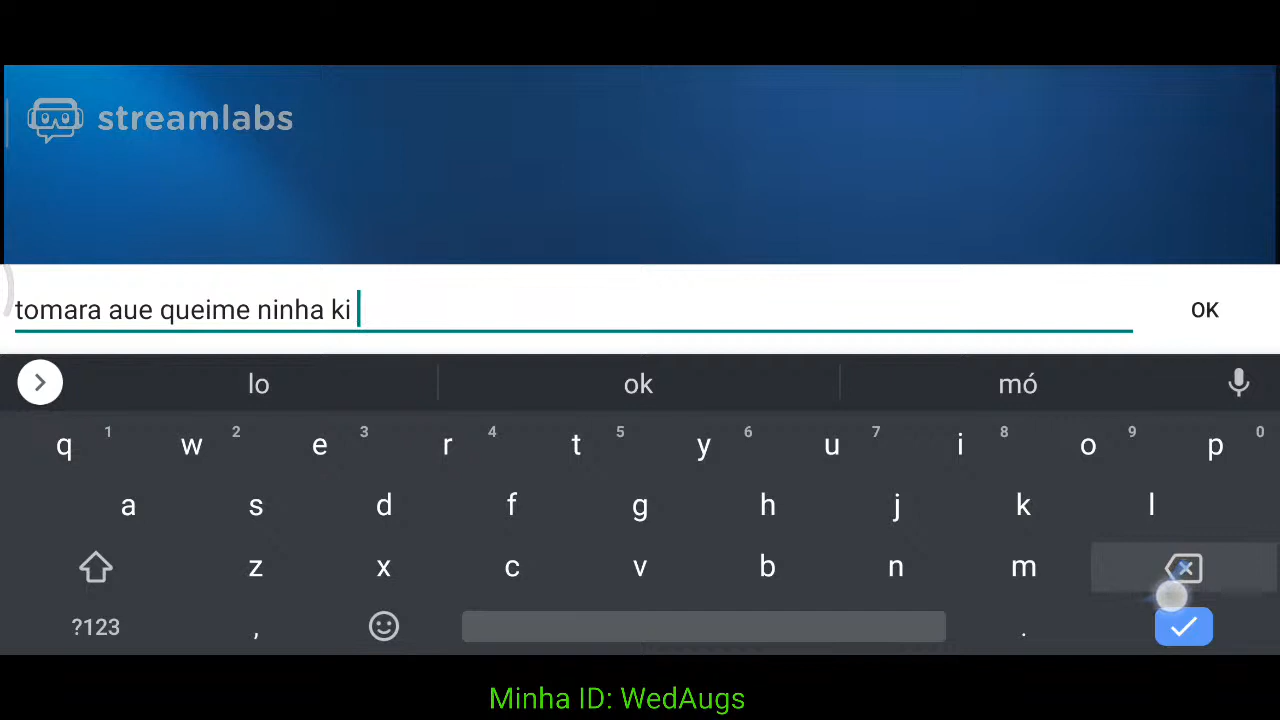 streamlabs
tomara aue queime ninha ki
OK
lo ok mó
q 1 w 2 e 3 r 4 t 5 y 6 u 7 i 8 o 9 p 0
a s d f g h j k l
z x c v b n m
?123 , .
Minha ID: WedAugs